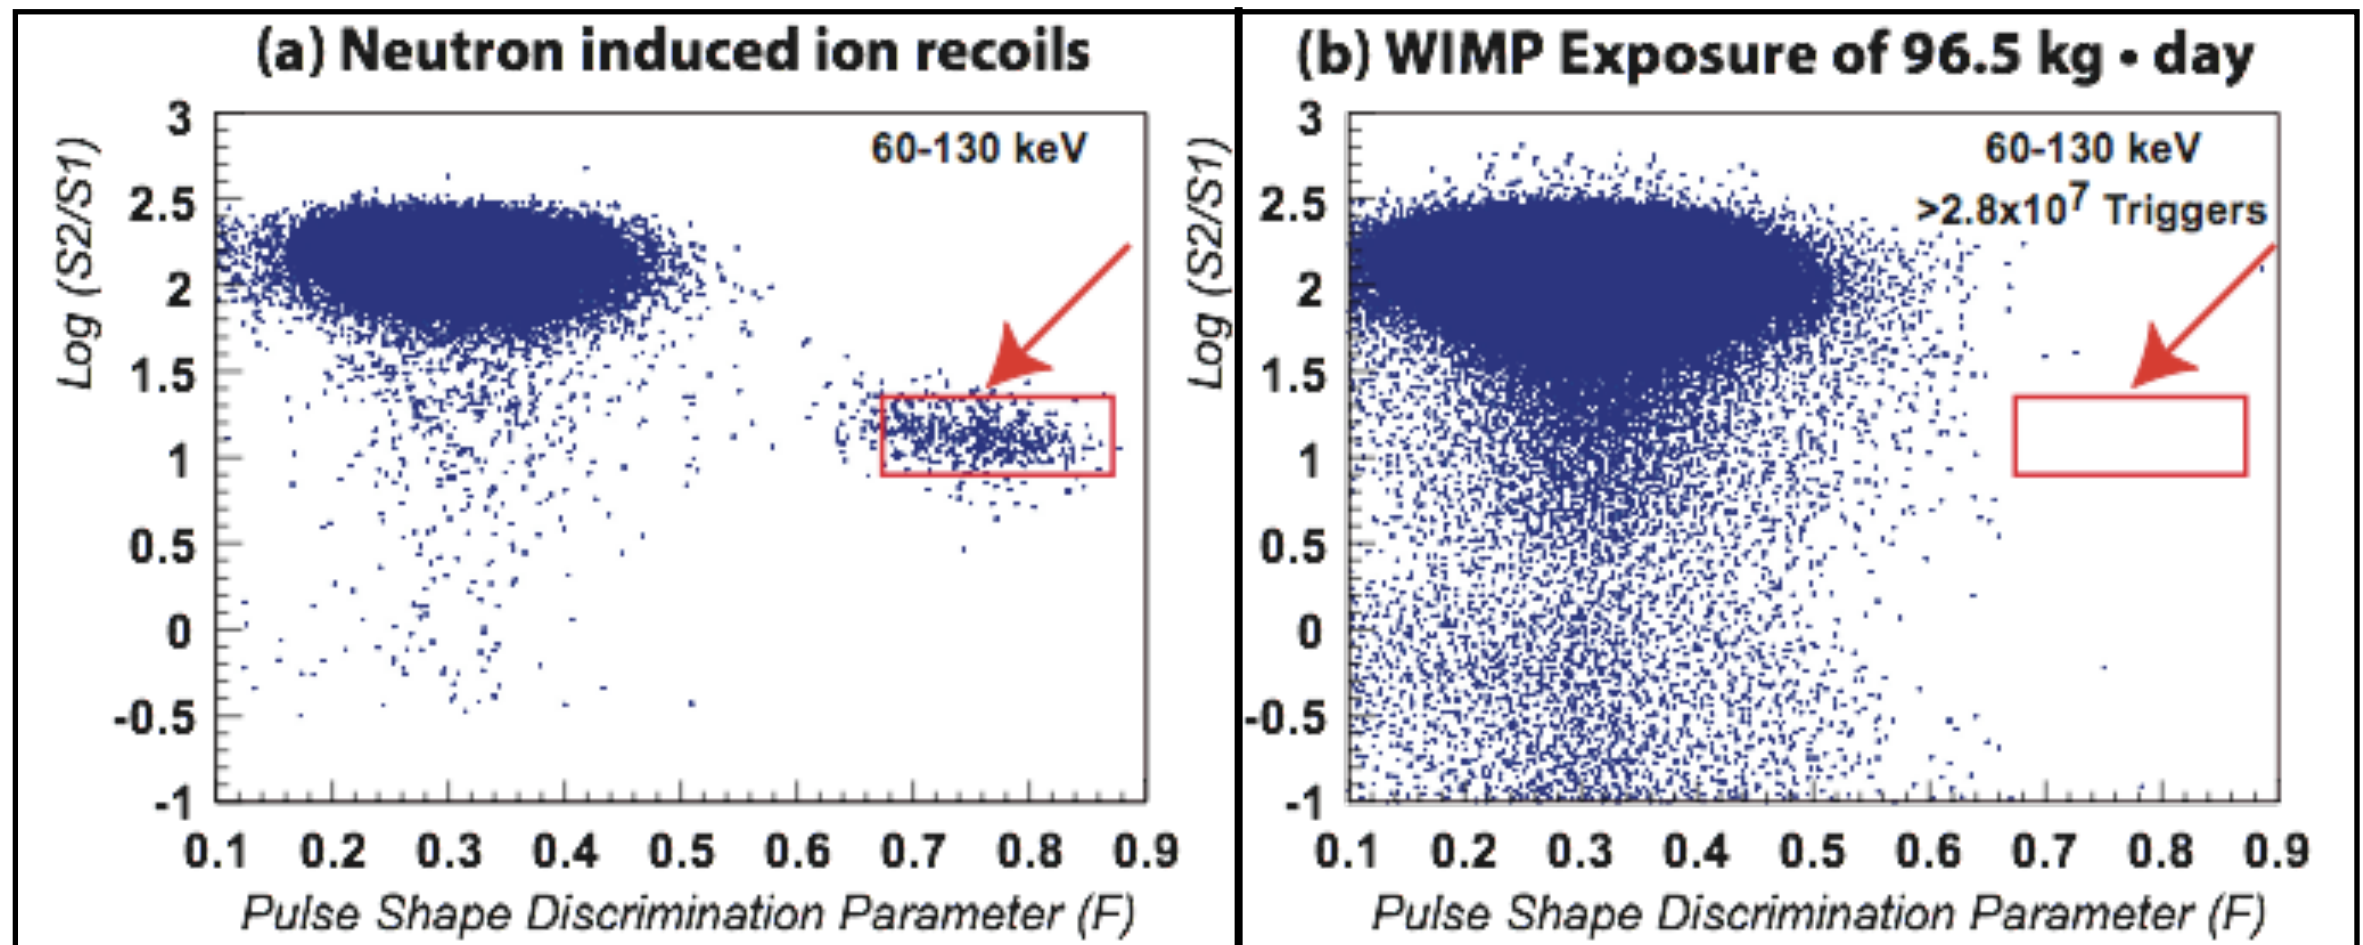 (a) Neutron induced ion recoils
3
2.5
2
1.5
1
0.5
0
-0.5
-1
Log (S2/S1)
60-130 keV
0.1 0.2 0.3 0.4 0.5 0.6 0.7 0.8 0.9
Pulse Shape Discrimination Parameter (F)
(b) WIMP Exposure of 96.5 kg • day
3
2.5
2
1.5
1
0.5
0
-0.5
-1
Log (S2/S1)
60-130 keV
>2.8x10⁷ Triggers
0.1 0.2 0.3 0.4 0.5 0.6 0.7 0.8 0.9
Pulse Shape Discrimination Parameter (F)